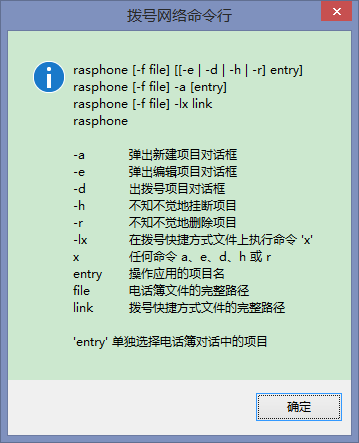 拨号网络命令行
rasphone [-f file] [[-e | -d | -h | -r] entry]
rasphone [-f file] -a [entry]
rasphone [-f file] -lx link
rasphone
-a 弹出新建项目对话框
-e 弹出编辑项目对话框
-d 出拨号项目对话框
-h 不知不觉地挂断项目
-r 不知不觉地删除项目
-lx 在拨号快捷方式文件上执行命令 'x'
x 任何命令 a、e、d、h 或 r
entry 操作应用的项目名
file 电话簿文件的完整路径
link 拨号快捷方式文件的完整路径
'entry' 单独选择电话簿对话中的项目
确定